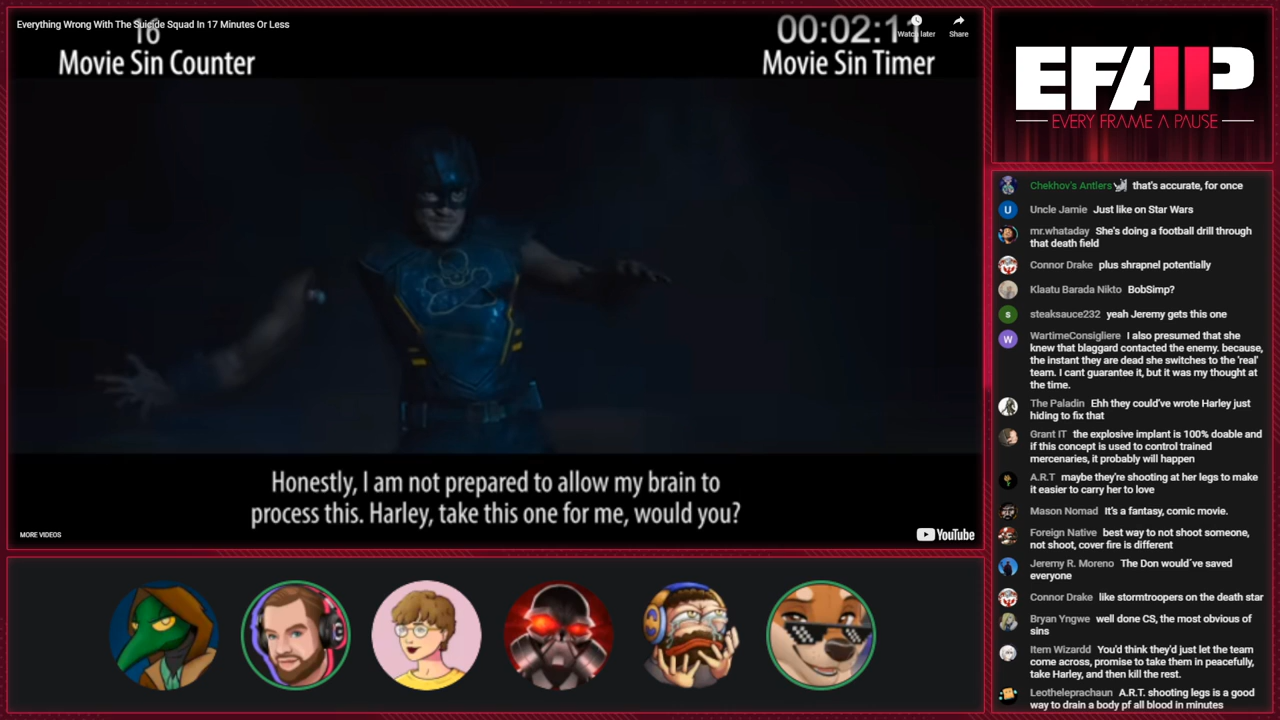 Everything Wrong With The Suicide Squad In 17 Minutes Or Less
16
Movie Sin Counter
00:02:11
Movie Sin Timer
Watch later
Share
Honestly, I am not prepared to allow my brain to
process this. Harley, take this one for me, would you?
MORE VIDEOS
YouTube
EFAP
EVERY FRAME A PAUSE
Chekhov's Antlers that's accurate, for once
U
Uncle Jamie Just like on Star Wars
mr.whataday She's doing a football drill through
that death field
Connor Drake plus shrapnel potentially
Klaatu Barada Nikto BobSimp?
s
steaksauce232 yeah Jeremy gets this one
W
WartimeConsigliere I also presumed that she
knew that blaggard contacted the enemy. because,
the instant they are dead she switches to the 'real'
team. I cant guarantee it, but it was my thought at
the time.
The Paladin Ehh they could've wrote Harley just
hiding to fix that
Grant IT the explosive implant is 100% doable and
if this concept is used to control trained
mercenaries, it probably will happen
A.R.T maybe they're shooting at her legs to make
it easier to carry her to love
Mason Nomad It's a fantasy, comic movie.
Foreign Native best way to not shoot someone,
not shoot, cover fire is different
Jeremy R. Moreno The Don would´ve saved
everyone
Connor Drake like stormtroopers on the death star
Bryan Yngwe well done CS, the most obvious of
sins
Item Wizardd You'd think they'd just let the team
come across, promise to take them in peacefully,
take Harley, and then kill the rest.
Leotheleprachaun A.R.T. shooting legs is a good
way to drain a body pf all blood in minutes